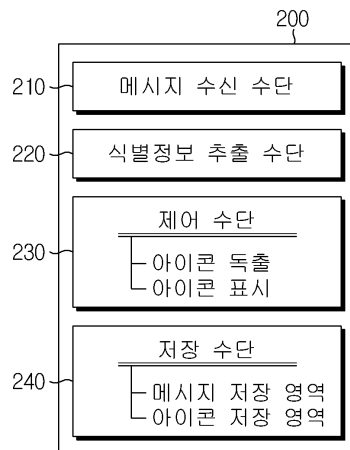 200
210 메시지 수신 수단
220 식별정보 추출 수단
제어 수단
230 아이콘 독출
아이콘 표시
저장 수단
240 메시지 저장 영역
아이콘 저장 영역